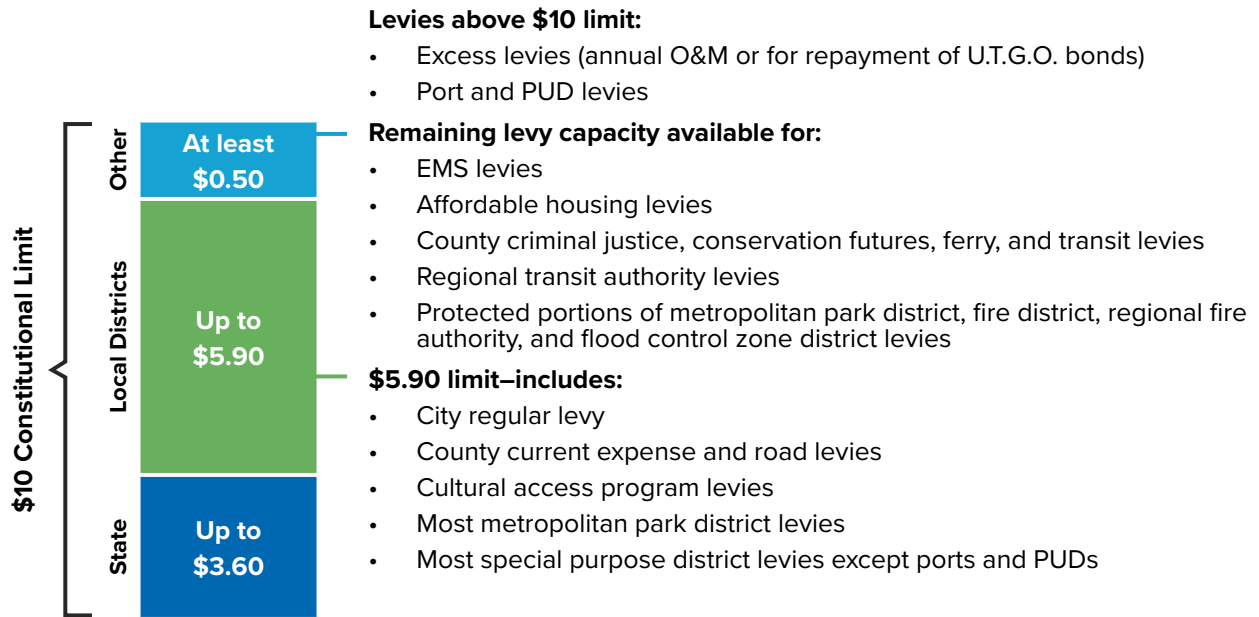 Levies above $10 limit:
• Excess levies (annual O&M or for repayment of U.T.G.O. bonds)
• Port and PUD levies
$10 Constitutional Limit
Other
At least
$0.50
Remaining levy capacity available for:
• EMS levies
• Affordable housing levies
• County criminal justice, conservation futures, ferry, and transit levies
• Regional transit authority levies
• Protected portions of metropolitan park district, fire district, regional fire
authority, and flood control zone district levies
Local Districts
Up to
$5.90
$5.90 limit–includes:
• City regular levy
• County current expense and road levies
• Cultural access program levies
• Most metropolitan park district levies
• Most special purpose district levies except ports and PUDs
State
Up to
$3.60